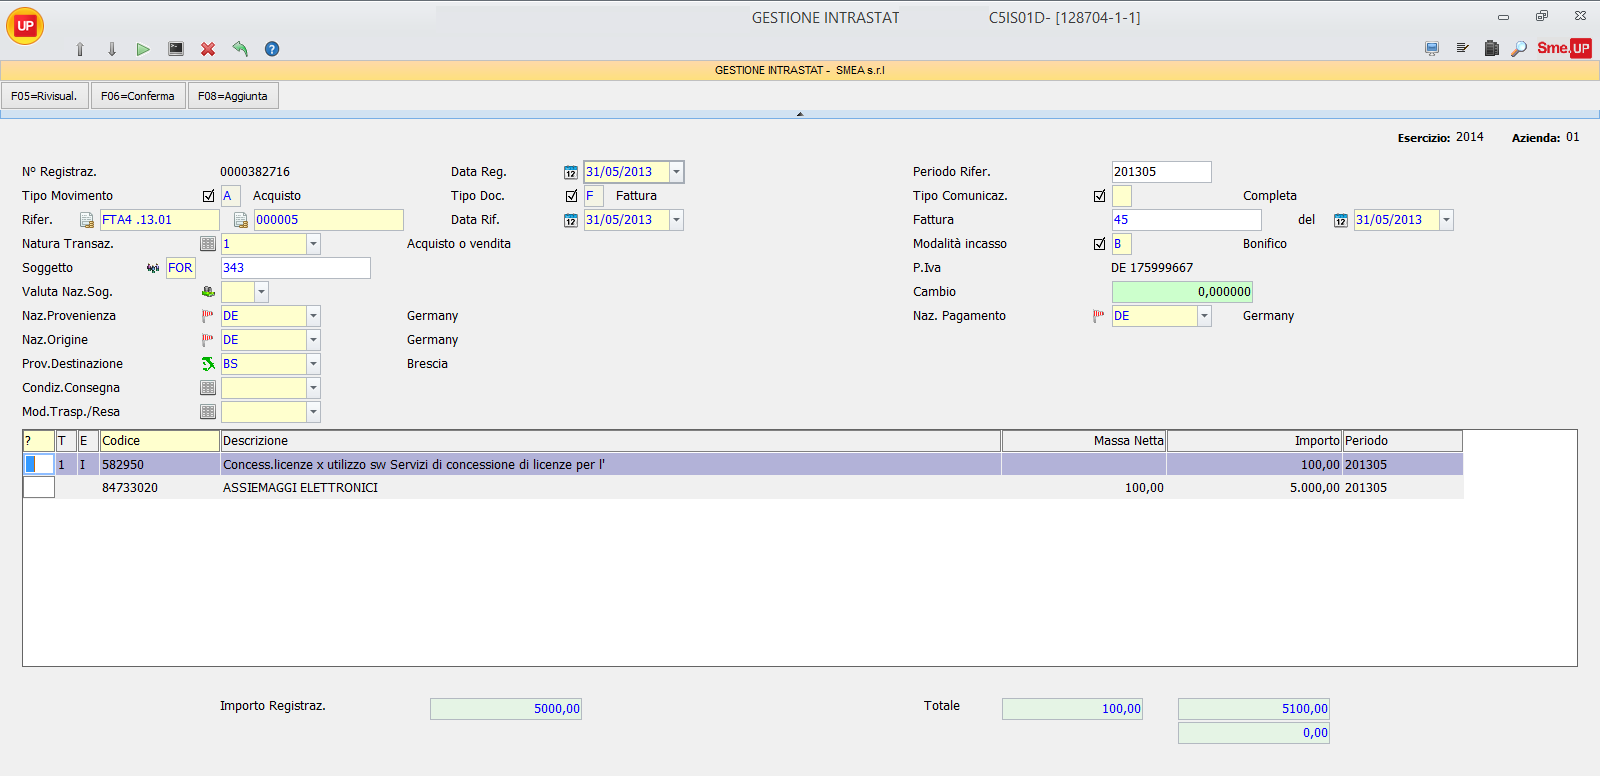 UP GESTIONE INTRASTAT C5IS01D- [128704-1-1]
Sme.UP
GESTIONE INTRASTAT - SMEA s.r.l
F05=Rivisual. F06=Conferma F08=Aggiunta
Esercizio: 2014 Azienda: 01
N° Registraz. 0000382716 Data Reg. 12 31/05/2013 Periodo Rifer. 201305
Tipo Movimento A Acquisto Tipo Doc. F Fattura Tipo Comunicaz. Completa
Rifer. FTA4 .13.01 000005 Data Rif. 12 31/05/2013 Fattura 45 del 12 31/05/2013
Natura Transaz. 1 Acquisto o vendita Modalità incasso B Bonifico
Soggetto FOR 343 P.Iva DE 175999667
Valuta Naz.Sog. Cambio 0,000000
Naz.Provenienza DE Germany Naz. Pagamento DE Germany
Naz.Origine DE Germany
Prov.Destinazione BS Brescia
Condiz.Consegna
Mod.Trasp./Resa
? T E Codice Descrizione Massa Netta Importo Periodo
1 I 582950 Concess.licenze x utilizzo sw Servizi di concessione di licenze per l' 100,00 201305
84733020 ASSIEMAGGI ELETTRONICI 100,00 5.000,00 201305
Importo Registraz. 5000,00 Totale 100,00 5100,00
0,00